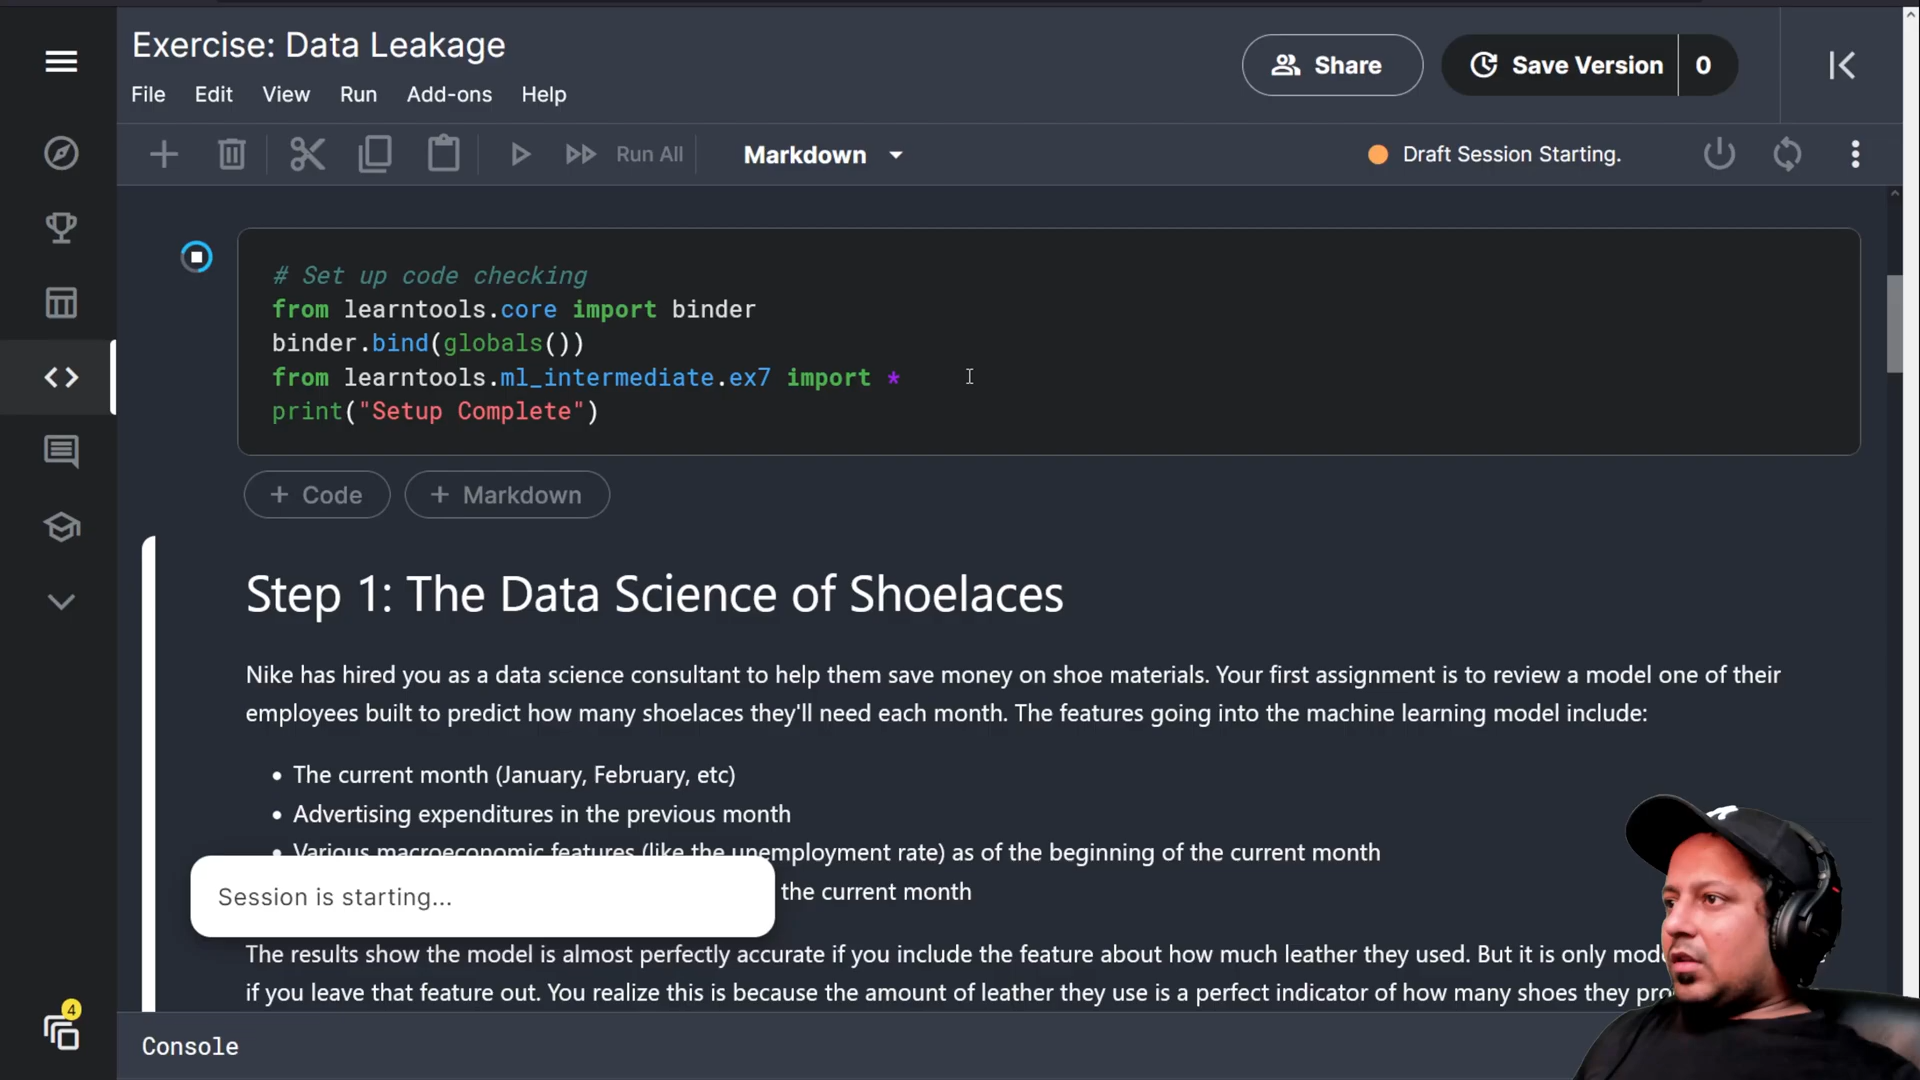 Exercise: Data Leakage
Share
Save Version
0
File Edit View Run Add-ons Help
Run All
Markdown
Draft Session Starting.
# Set up code checking
from learntools.core import binder
binder.bind(globals())
from learntools.ml_intermediate.ex7 import *
print("Setup Complete")
+ Code
+ Markdown
Step 1: The Data Science of Shoelaces
Nike has hired you as a data science consultant to help them save money on shoe materials. Your first assignment is to review a model one of their
employees built to predict how many shoelaces they'll need each month. The features going into the machine learning model include:
• The current month (January, February, etc)
• Advertising expenditures in the previous month
• Various macroeconomic features (like the unemployment rate) as of the beginning of the current month
the current month
Session is starting...
The results show the model is almost perfectly accurate if you include the feature about how much leather they used. But it is only
if you leave that feature out. You realize this is because the amount of leather they use is a perfect indicator of how many shoes they
4
Console